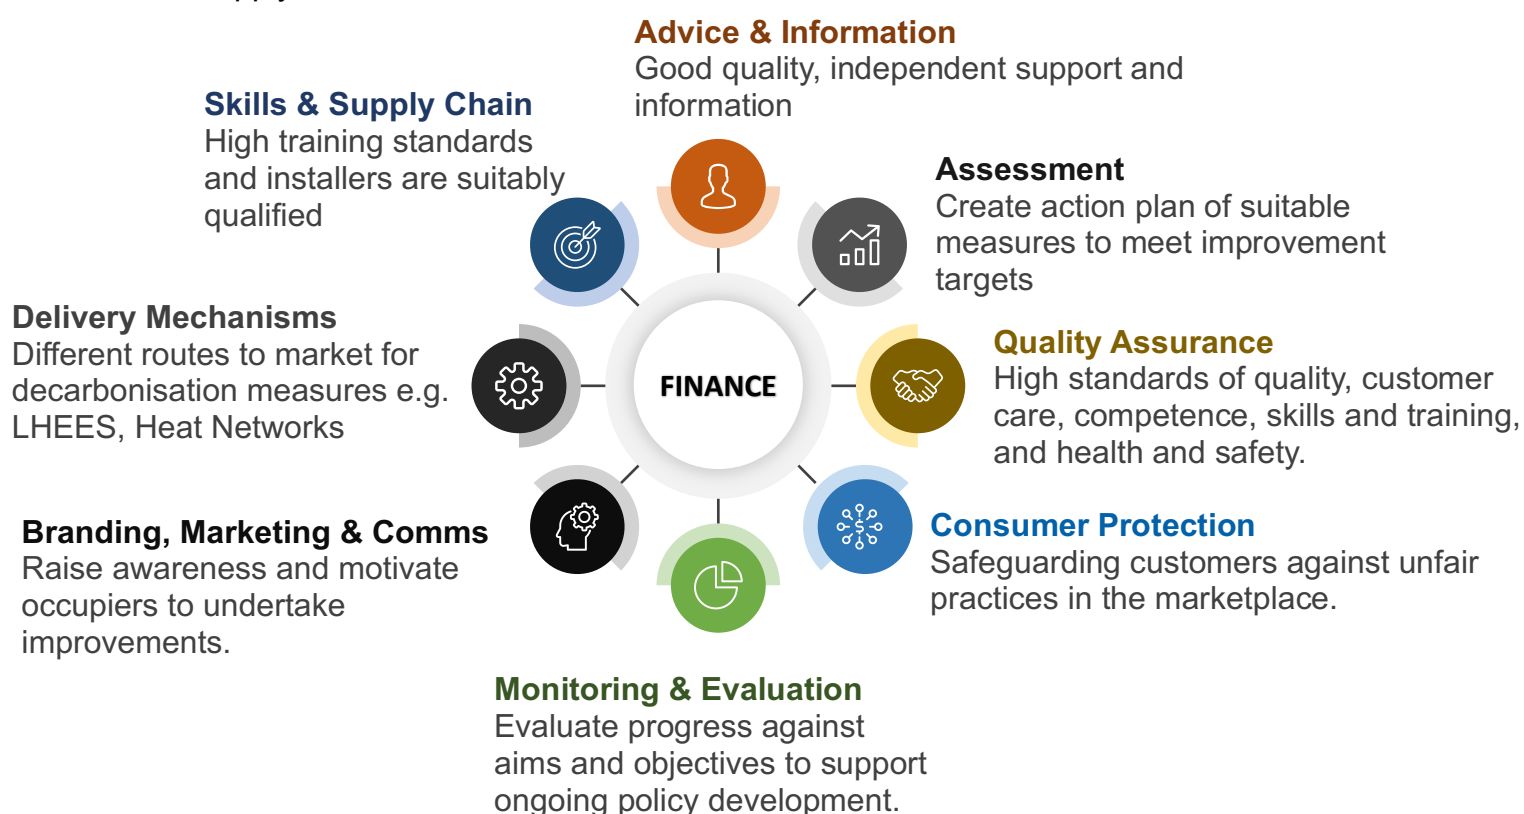 Advice & Information
Good quality, independent support and
information
Skills & Supply Chain
High training standards
and installers are suitably
qualified
Assessment
Create action plan of suitable
measures to meet improvement
targets
Delivery Mechanisms
Different routes to market for
decarbonisation measures e.g.
LHEES, Heat Networks
FINANCE
Quality Assurance
High standards of quality, customer
care, competence, skills and training,
and health and safety.
Branding, Marketing & Comms
Raise awareness and motivate
occupiers to undertake
improvements.
Consumer Protection
Safeguarding customers against unfair
practices in the marketplace.
Monitoring & Evaluation
Evaluate progress against
aims and objectives to support
ongoing policy development.